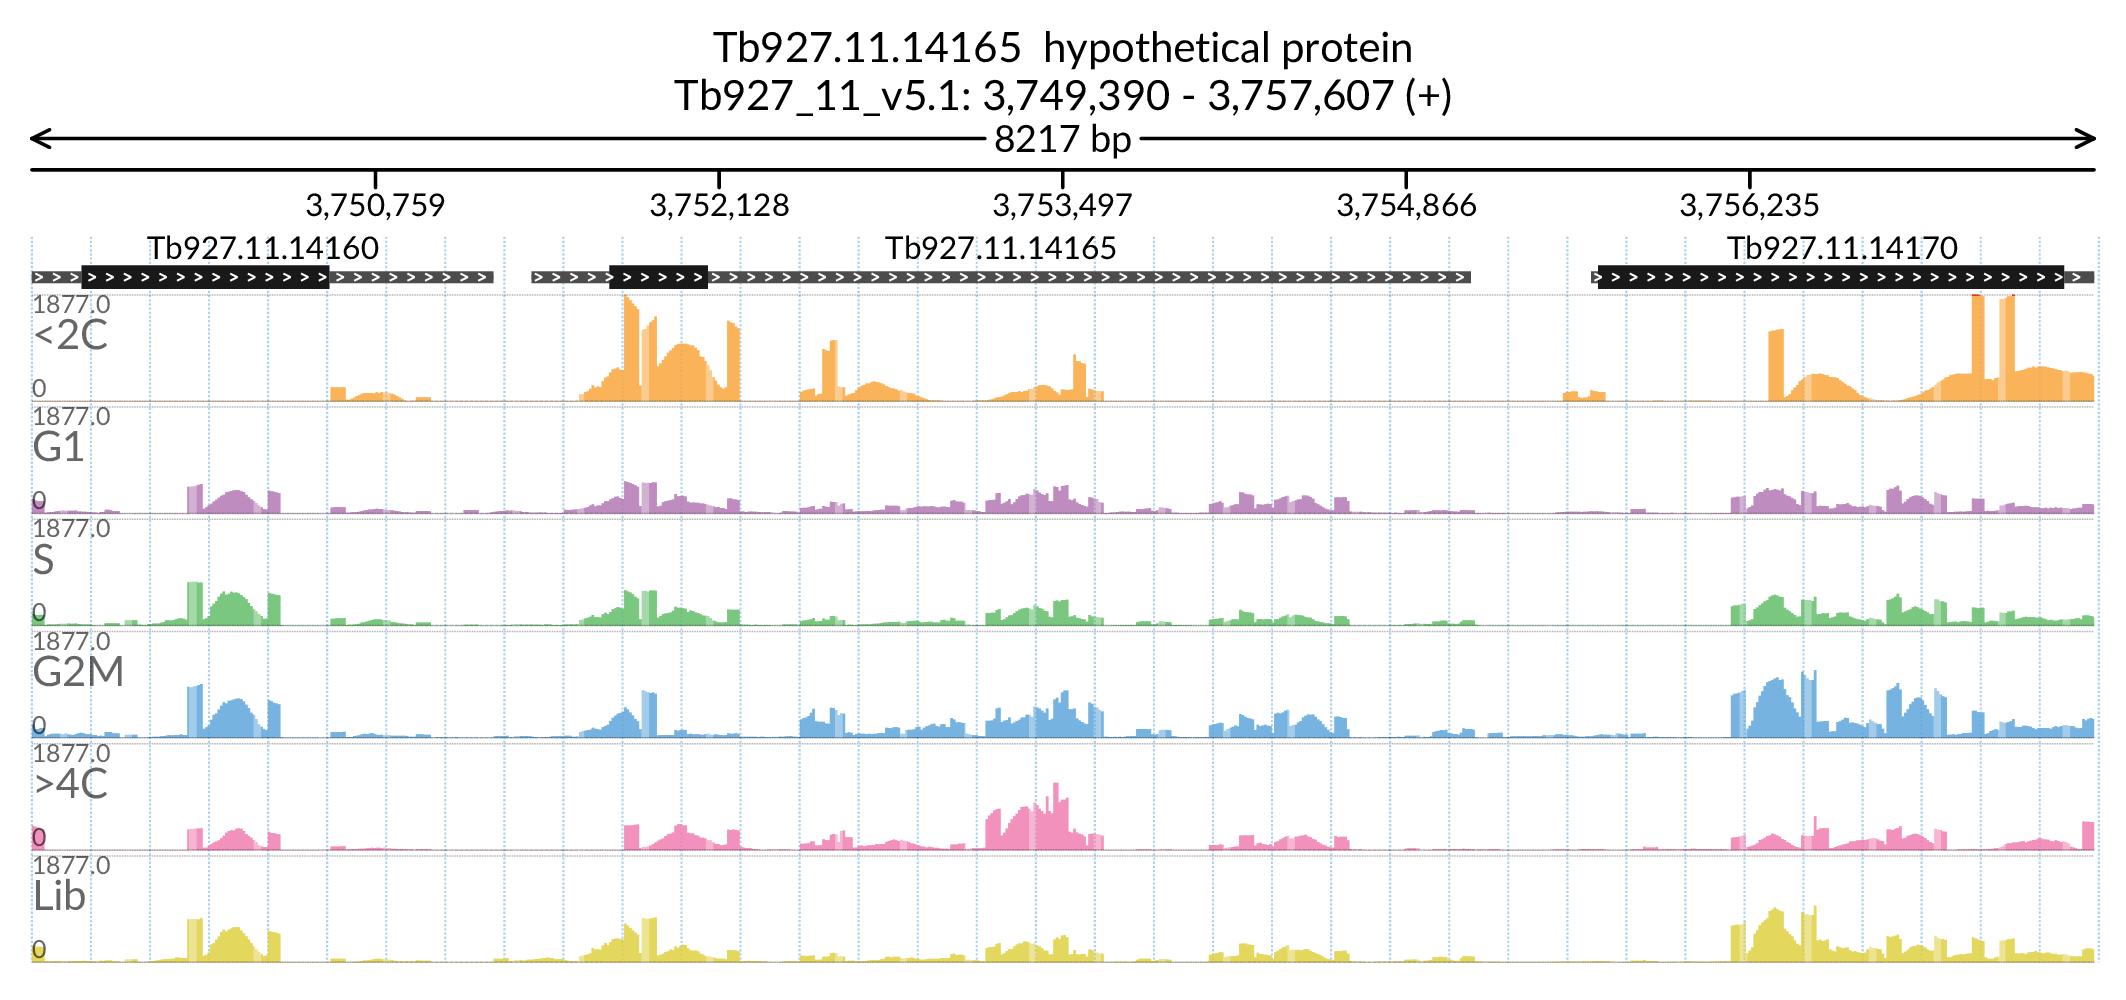 Tb927.11.14165 hypothetical protein
Tb927_11_v5.1: 3,749,390 - 3,757,607 (+)
8217 bp
3,750,759 3,752,128 3,753,497 3,754,866 3,756,235
Tb927.11.14160 Tb927.11.14165 Tb927.11.14170
1877.0
<2C
0
1877.0
G1
0
1877.0
S
0
1877.0
G2M
0
1877.0
>4C
0
1877.0
Lib
0